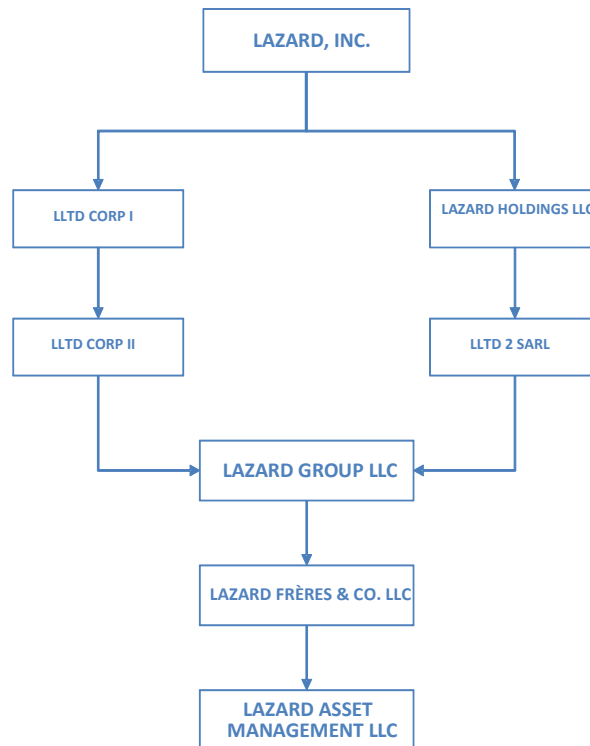 LAZARD, INC.
LLTD CORP I
LAZARD HOLDINGS LLC
LLTD CORP II
LLTD 2 SARL
LAZARD GROUP LLC
LAZARD FRÈRES & CO. LLC
LAZARD ASSET
MANAGEMENT LLC